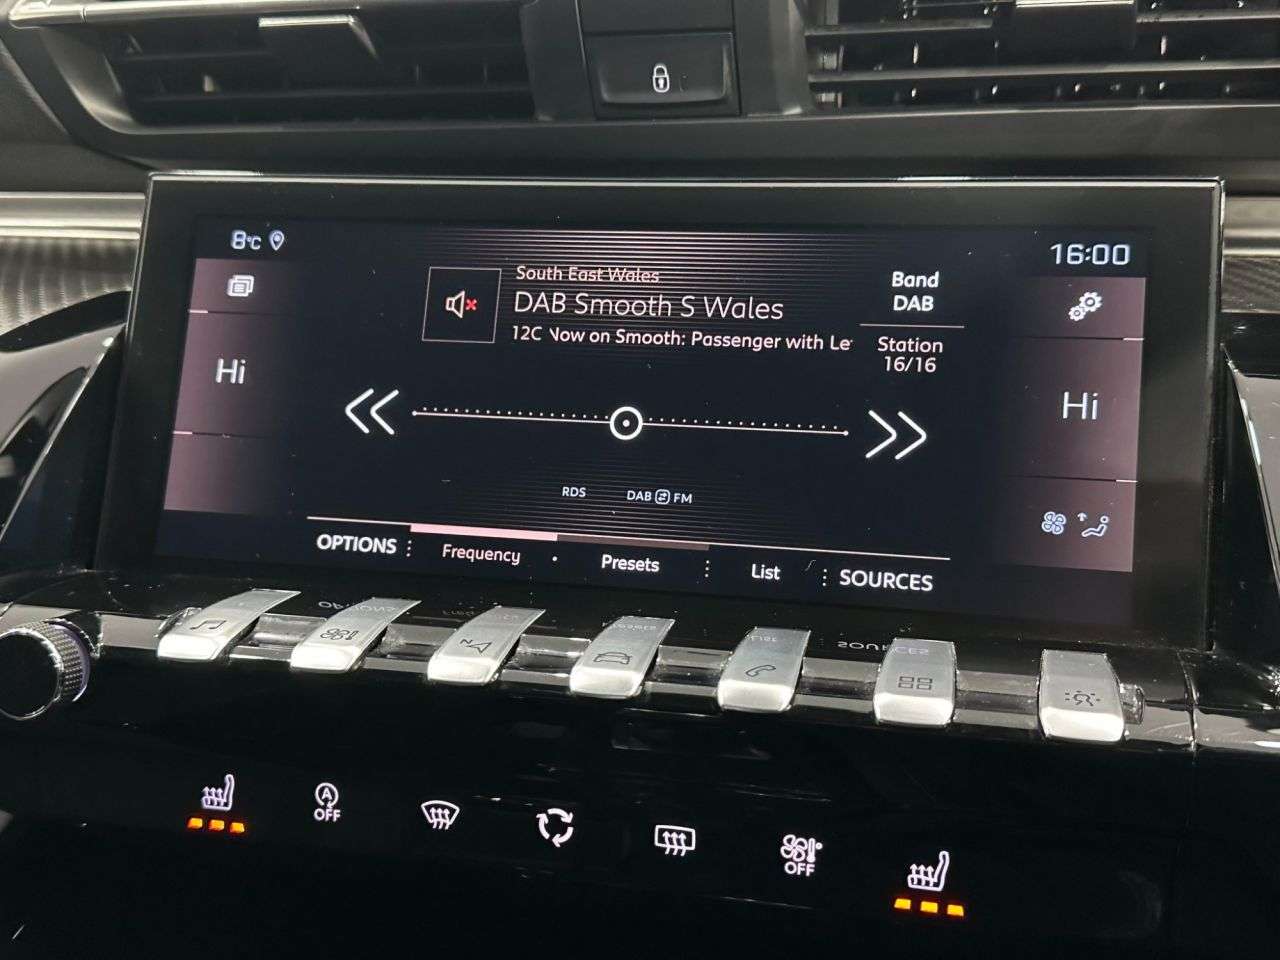 8°C
16:00
South East Wales
DAB Smooth S Wales
12C Now on Smooth: Passenger with Le
Band
DAB
Station
16/16
Hi
Hi
RDS
DAB FM
OPTIONS
Frequency
Presets
List
SOURCES
N
A
OFF
OFF